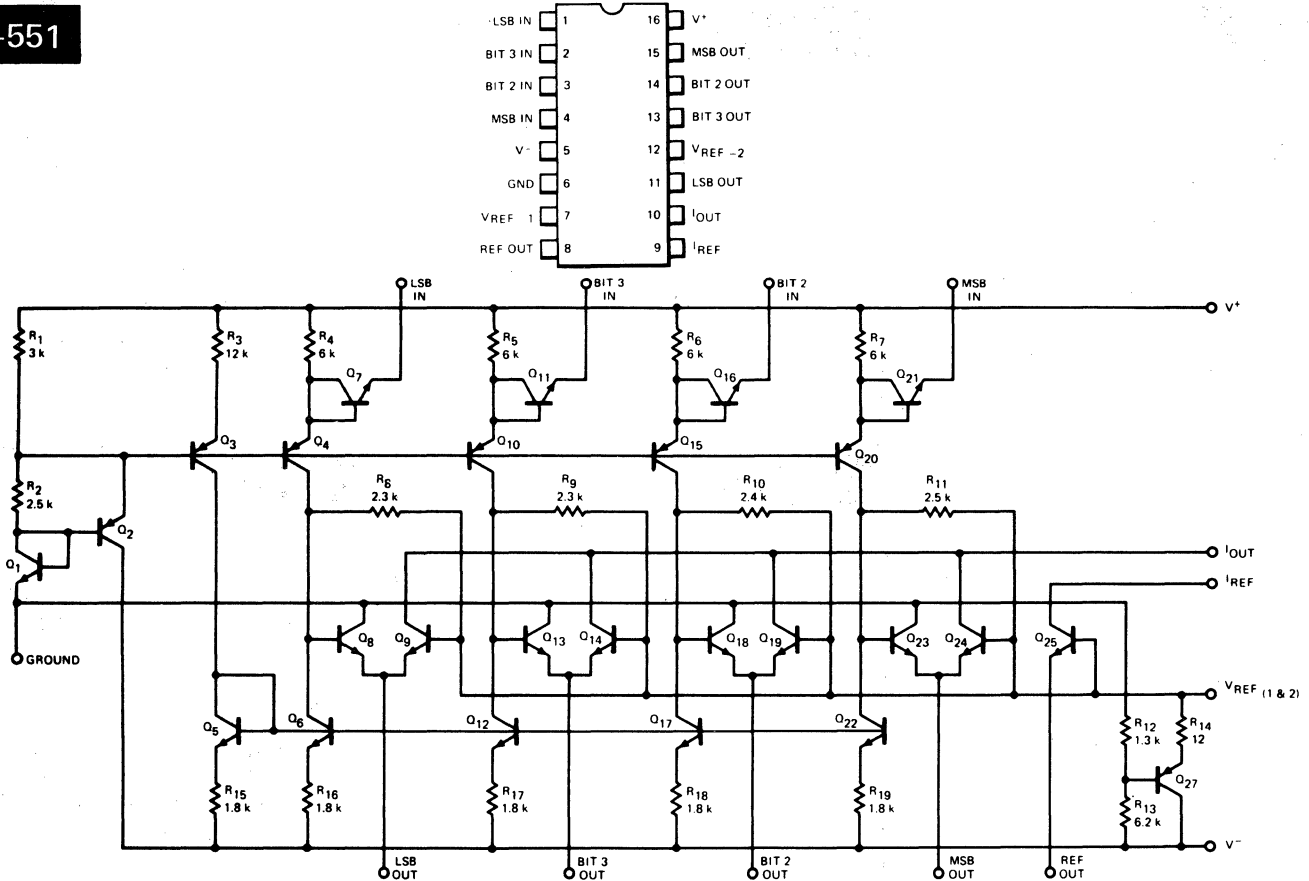 -551
LSB IN 1 16 V+
BIT 3 IN 2 15 MSB OUT
BIT 2 IN 3 14 BIT 2 OUT
MSB IN 4 13 BIT 3 OUT
V- 5 12 VREF -2
GND 6 11 LSB OUT
VREF 1 7 10 IOUT
REF OUT 8 9 IREF
LSB IN
BIT 3 IN
BIT 2 IN
MSB IN
V+
R1 3 k
R3 12 k
R4 6 k
R5 6 k
R6 6 k
R7 6 k
Q7
Q11
Q16
Q21
Q3
Q4
Q10
Q15
Q20
R2 2.5 k
R8 2.3 k
R9 2.3 k
R10 2.4 k
R11 2.5 k
Q2
Q1
IOUT
IREF
Q8
Q9
Q13
Q14
Q18
Q19
Q23
Q24
Q25
GROUND
VREF (1 & 2)
Q5
Q6
Q12
Q17
Q22
R12 1.3 k
R14 12
Q27
R13 6.2 k
R15 1.8 k
R16 1.8 k
R17 1.8 k
R18 1.8 k
R19 1.8 k
V-
LSB OUT
BIT 3 OUT
BIT 2 OUT
MSB OUT
REF OUT